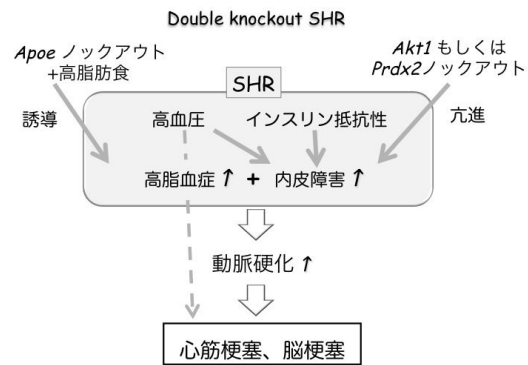 Double knockout SHR
Apoe ノックアウト
+高脂肪食
Akt1 もしくは
Prdx2ノックアウト
SHR
誘導
高血圧
インスリン抵抗性
亢進
高脂血症↑ + 内皮障害↑
動脈硬化↑
心筋梗塞、脳梗塞